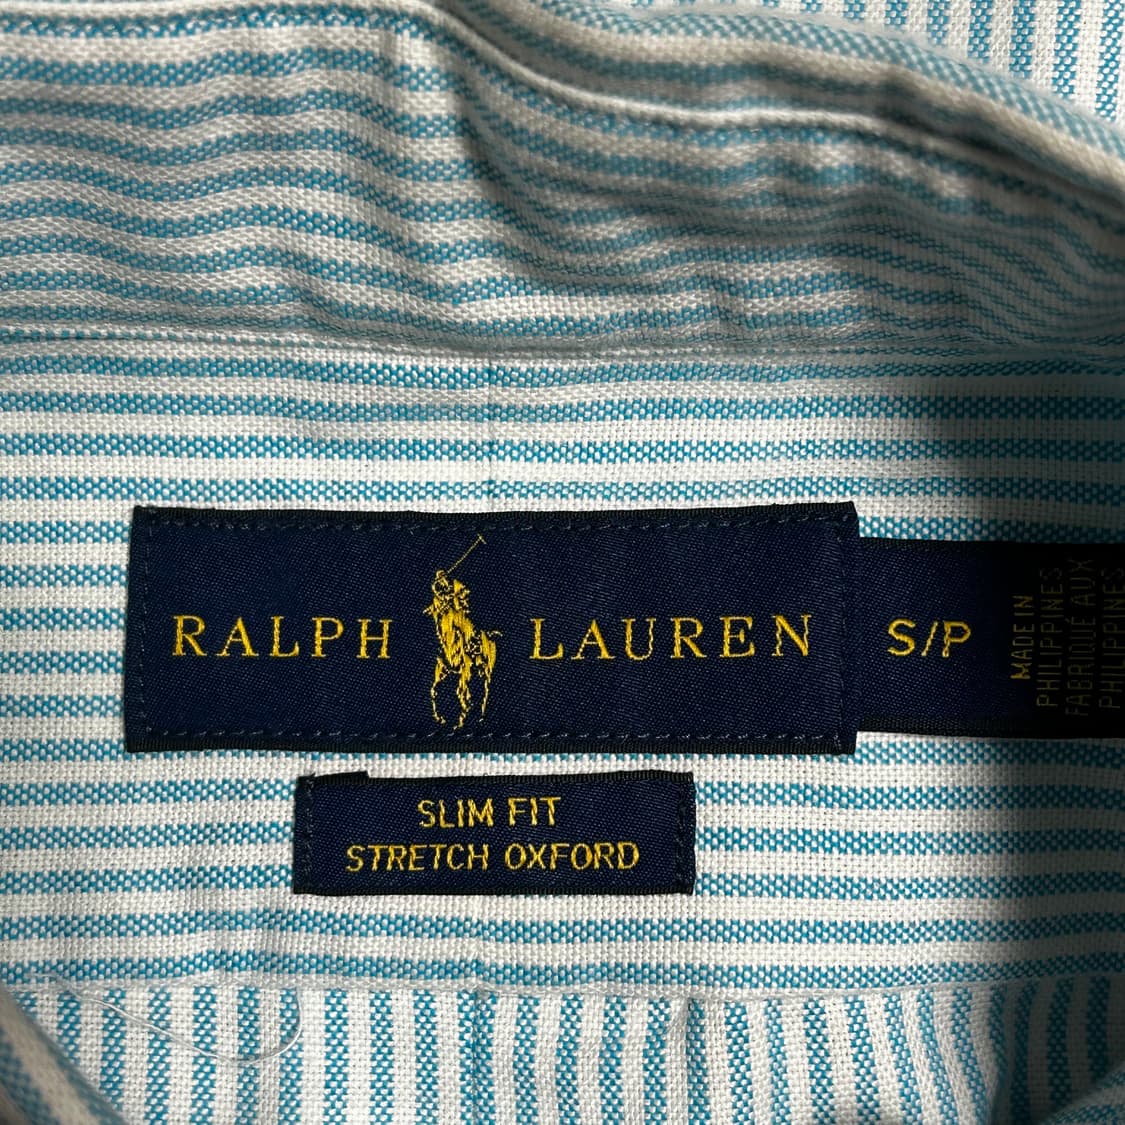 RALPH LAUREN
S/P
MADE IN
PHILIPPINES
FABRIQUÉ AUX
PHILIPPINES
SLIM FIT
STRETCH OXFORD